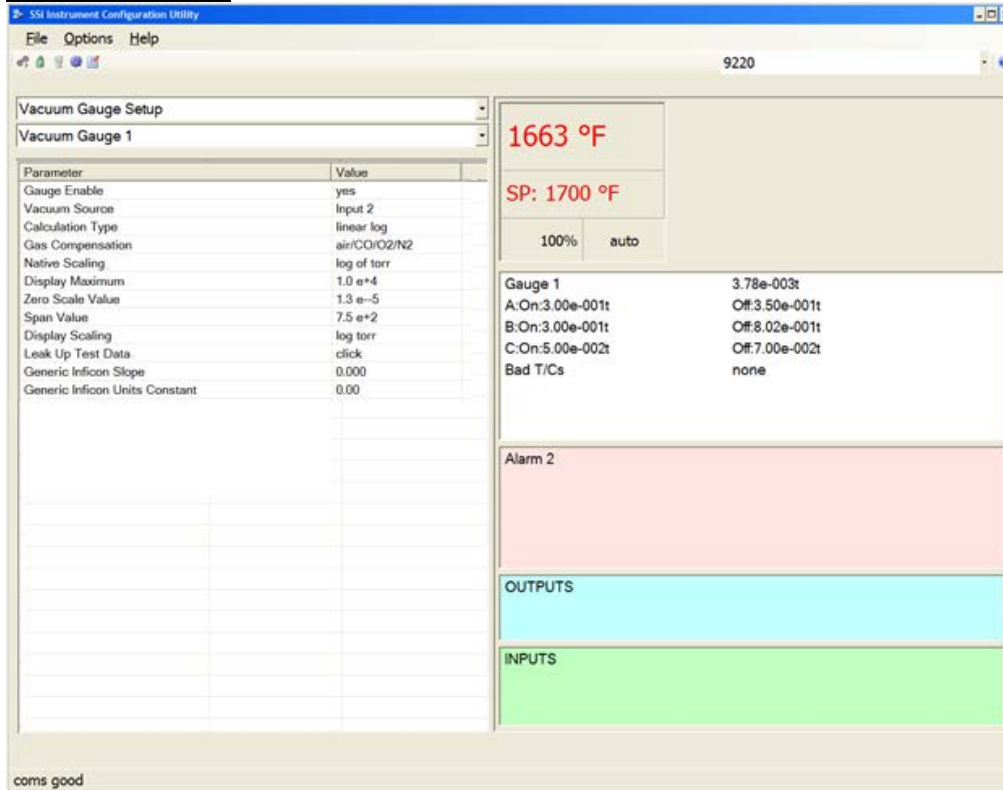 SSI Instrument Configuration Utility
File Options Help
9220
Vacuum Gauge Setup
Vacuum Gauge 1
Parameter Value
Gauge Enable yes
Vacuum Source Input 2
Calculation Type linear log
Gas Compensation air/CO/O2/N2
Native Scaling log of torr
Display Maximum 1.0 e+4
Zero Scale Value 1.3 e--5
Span Value 7.5 e+2
Display Scaling log torr
Leak Up Test Data click
Generic Inficon Slope 0.000
Generic Inficon Units Constant 0.00
1663 °F
SP: 1700 °F
100% auto
Gauge 1 3.78e-003t
A:On:3.00e-001t Off:3.50e-001t
B:On:3.00e-001t Off:8.02e-001t
C:On:5.00e-002t Off:7.00e-002t
Bad T/Cs none
Alarm 2
OUTPUTS
INPUTS
coms good